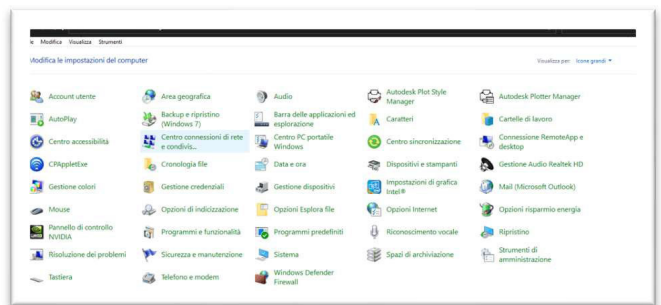 Modifica Visualizza Strumenti
Modifica le impostazioni del computer
Visualizza per: Icone grandi
Account utente
Area geografica
Audio
Autodesk Plot Style
Manager
Autodesk Plotter Manager
AutoPlay
Backup e ripristino
(Windows 7)
Barra delle applicazioni ed
esplorazione
Caratteri
Cartelle di lavoro
Centro accessibilità
Centro connessioni di rete
e condivis...
Centro PC portatile
Windows
Centro sincronizzazione
Connessione RemoteApp e
desktop
CPAppletExe
Cronologia file
Data e ora
Dispositivi e stampanti
Gestione Audio Realtek HD
Gestione colori
Gestione credenziali
Gestione dispositivi
Impostazioni di grafica
Intel®
Mail (Microsoft Outlook)
Mouse
Opzioni di indicizzazione
Opzioni Esplora file
Opzioni Internet
Opzioni risparmio energia
Pannello di controllo
NVIDIA
Programmi e funzionalità
Programmi predefiniti
Riconoscimento vocale
Ripristino
Risoluzione dei problemi
Sicurezza e manutenzione
Sistema
Spazi di archiviazione
Strumenti di
amministrazione
Tastiera
Telefono e modem
Windows Defender
Firewall